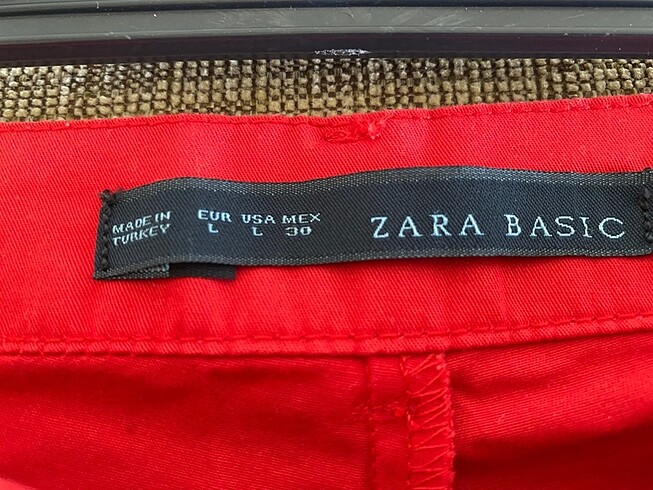 MADE IN
TURKEY
EUR USA MEX
L L 30
ZARA BASIC